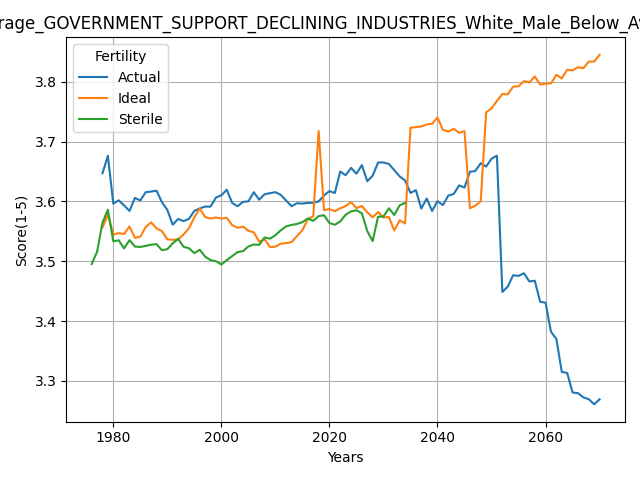 rage_GOVERNMENT_SUPPORT_DECLINING_INDUSTRIES_White_Male_Below_A
Fertility
Actual
Ideal
Sterile
Score(1-5)
3.8
3.7
3.6
3.5
3.4
3.3
1980 2000 2020 2040 2060
Years